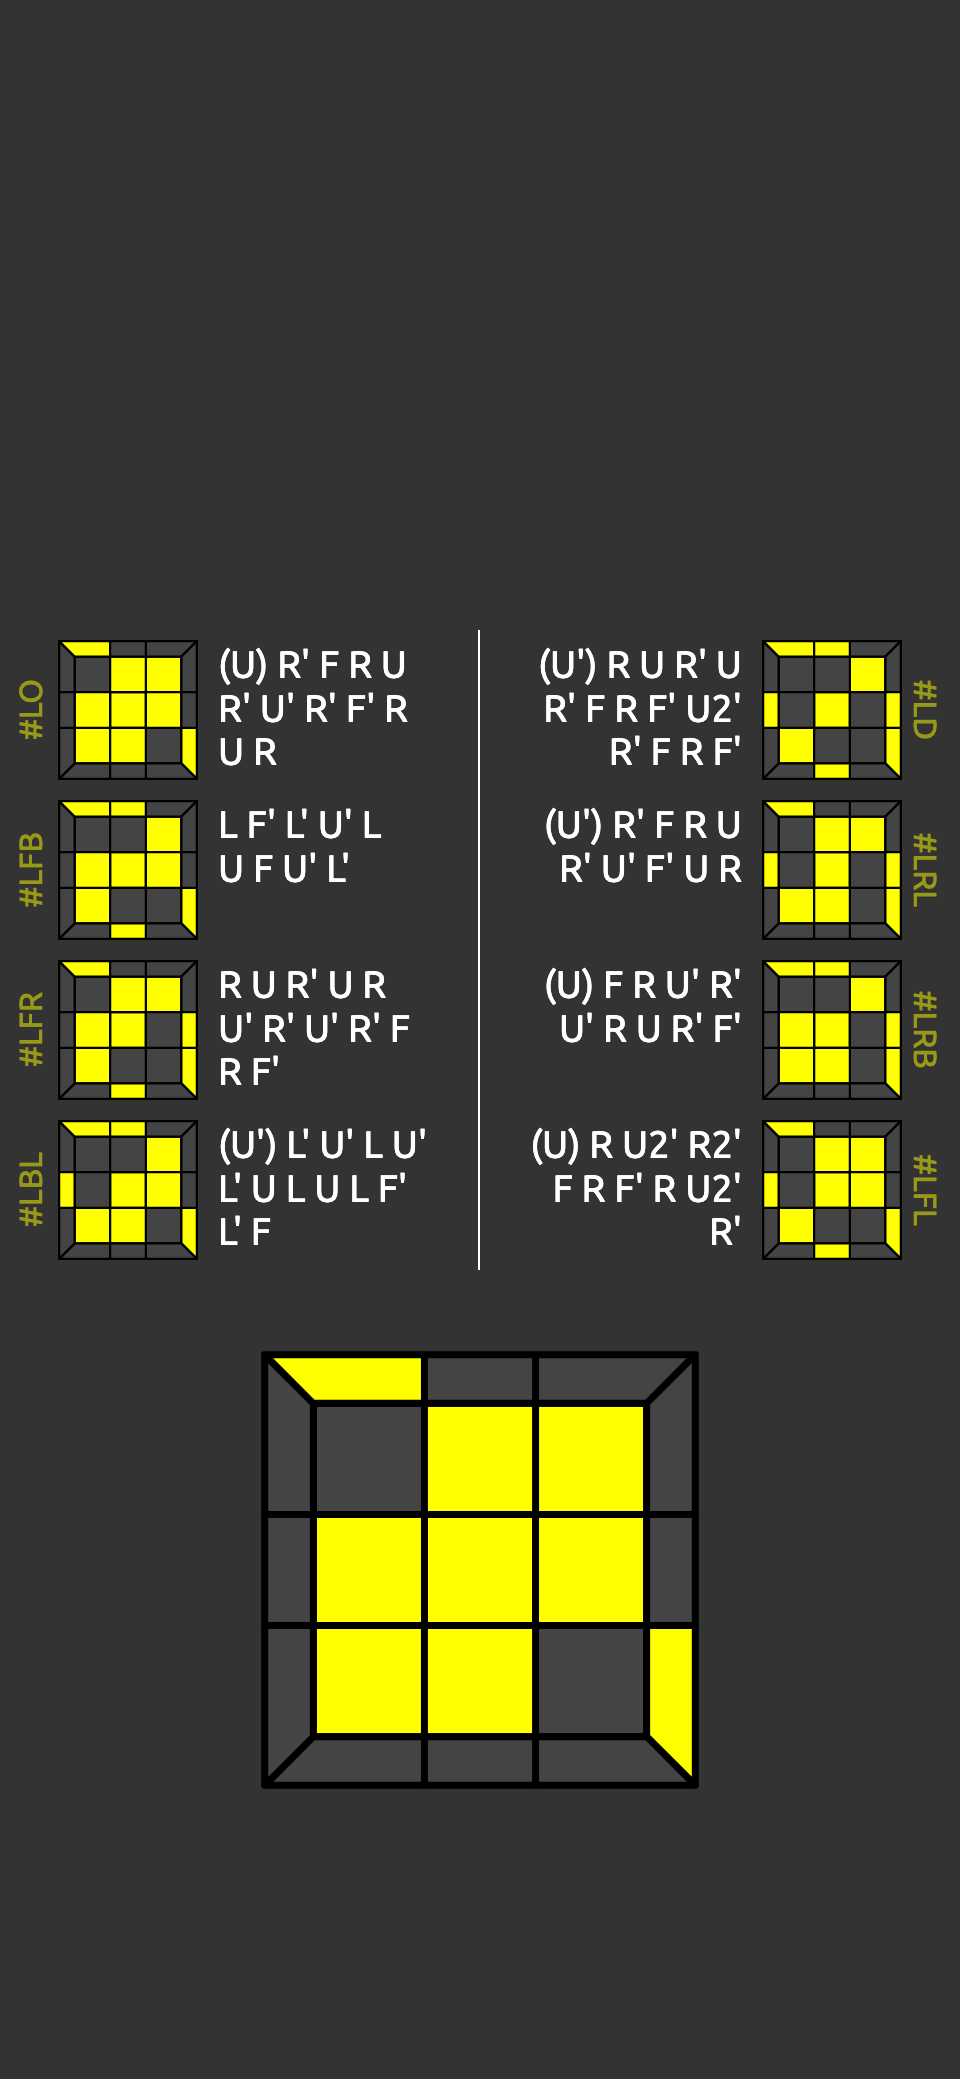 #LO
(U) R' F R U
R' U' R' F' R
U R
#LFB
L F' L' U' L
U F U' L'
#LFR
R U R' U R
U' R' U' R' F
R F'
#LBL
(U') L' U' L U'
L' U L U L F'
L' F
(U') R U R' U
R' F R F' U2'
R' F R F'
#LD
(U') R' F R U
R' U' F' U R
#LRL
(U) F R U' R'
U' R U R' F'
#LRB
(U) R U2' R2'
F R F' R U2'
R'
#LFL